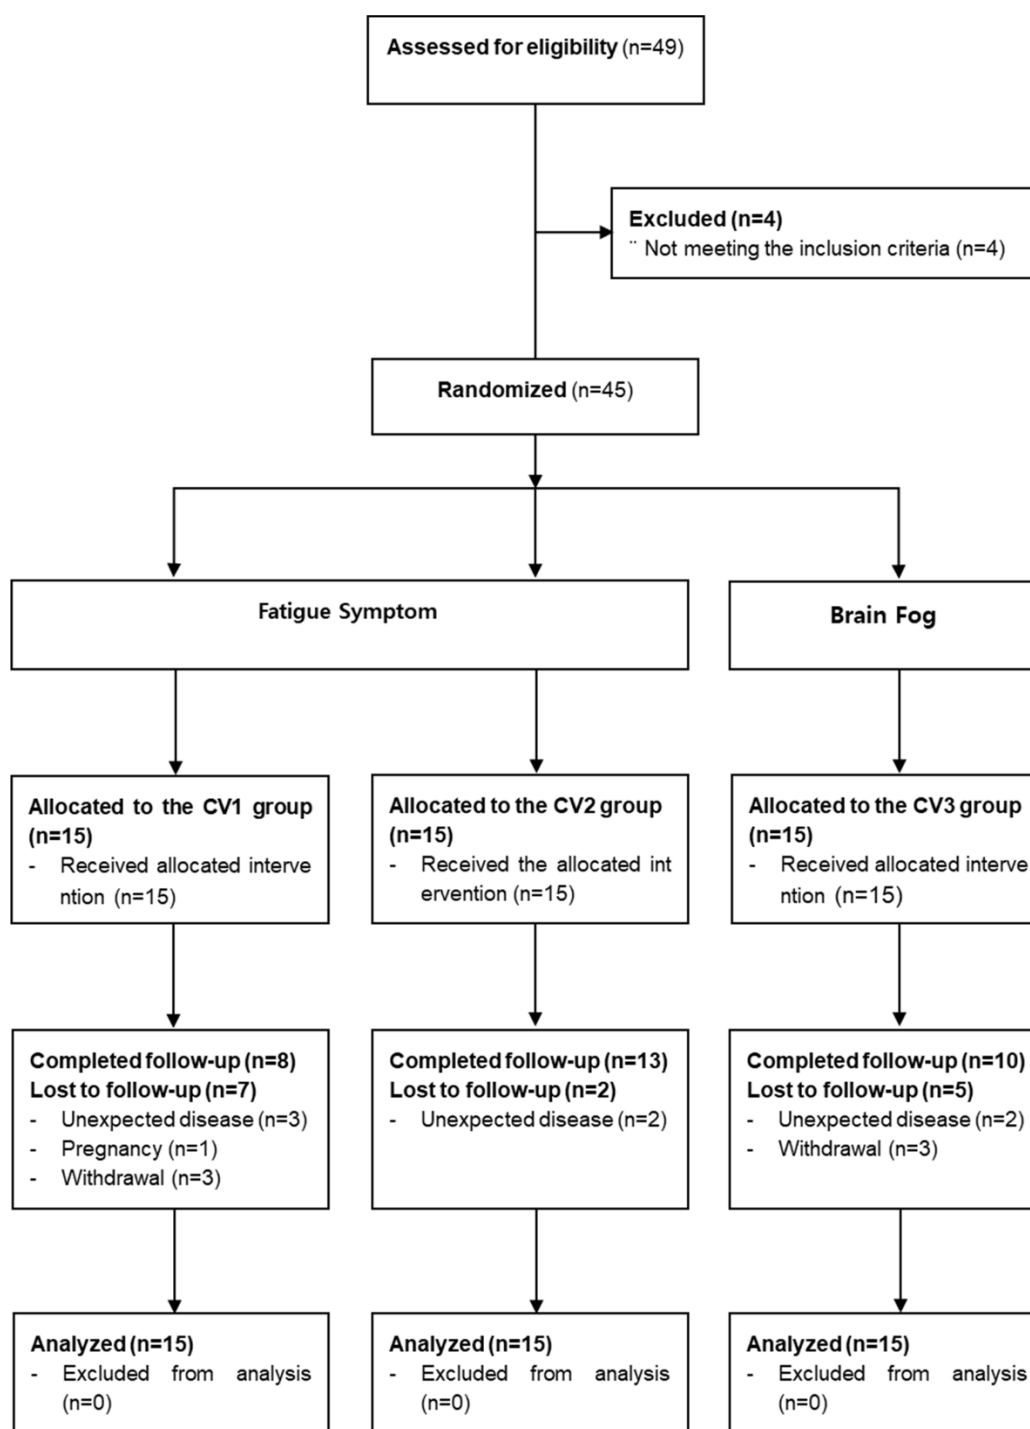 Assessed for eligibility (n=49)
Excluded (n=4)
¨ Not meeting the inclusion criteria (n=4)
Randomized (n=45)
Fatigue Symptom
Brain Fog
Allocated to the CV1 group
(n=15)
- Received allocated interve
ntion (n=15)
Allocated to the CV2 group
(n=15)
- Received the allocated int
ervention (n=15)
Allocated to the CV3 group
(n=15)
- Received allocated interve
ntion (n=15)
Completed follow-up (n=8)
Lost to follow-up (n=7)
- Unexpected disease (n=3)
- Pregnancy (n=1)
- Withdrawal (n=3)
Completed follow-up (n=13)
Lost to follow-up (n=2)
- Unexpected disease (n=2)
Completed follow-up (n=10)
Lost to follow-up (n=5)
- Unexpected disease (n=2)
- Withdrawal (n=3)
Analyzed (n=15)
- Excluded from analysis
(n=0)
Analyzed (n=15)
- Excluded from analysis
(n=0)
Analyzed (n=15)
- Excluded from analysis
(n=0)